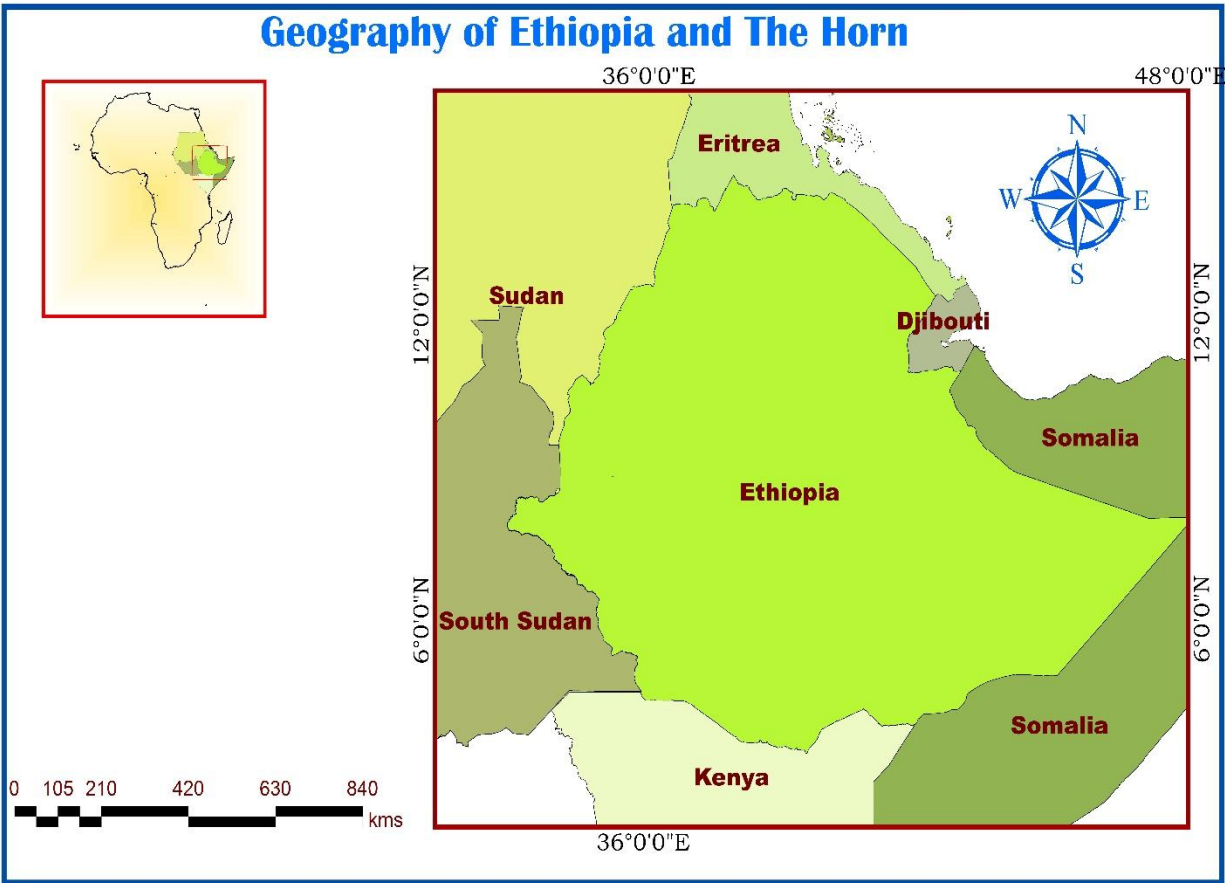 Geography of Ethiopia and The Horn
36°0'0"E
48°0'0"E
N
W
E
S
Eritrea
12°0'0"N
12°0'0"N
Sudan
Djibouti
Somalia
Ethiopia
6°0'0"N
6°0'0"N
South Sudan
Somalia
Kenya
0 105 210 420 630 840
kms
36°0'0"E